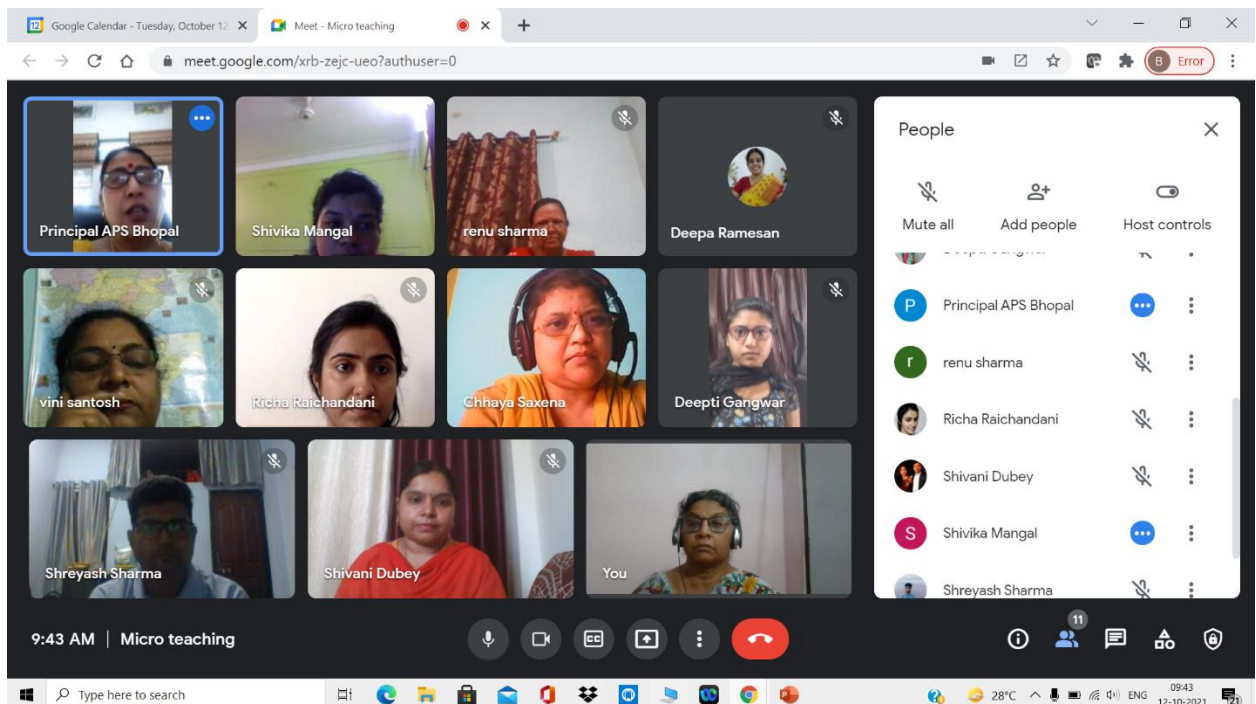 Google Calendar - Tuesday, October 12
Meet - Micro teaching
meet.google.com/xrb-zejc-ueo?authuser=0
B Error
Principal APS Bhopal
Shivika Mangal
renu sharma
Deepa Ramesan
vini santosh
Richa Raichandani
Chhaya Saxena
Deepti Gangwar
Shreyash Sharma
Shivani Dubey
You
People
Mute all Add people Host controls
P Principal APS Bhopal
r renu sharma
Richa Raichandani
Shivani Dubey
S Shivika Mangal
Shreyash Sharma
9:43 AM | Micro teaching
CC
11
Type here to search
28°C
ENG
09:43
12-10-2021
21